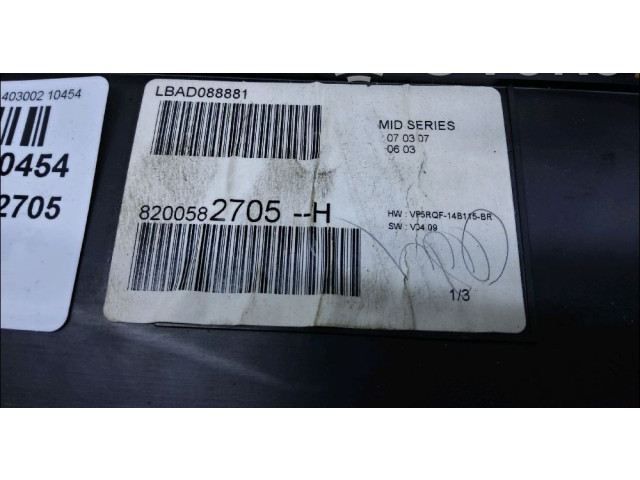 403002 10454
0454
2705
LBAD088881
MID SERIES
07 03 07
06 03
8200582705 --H
HW : VP5RQF-14B115-BR
SW : V04.09
1/3